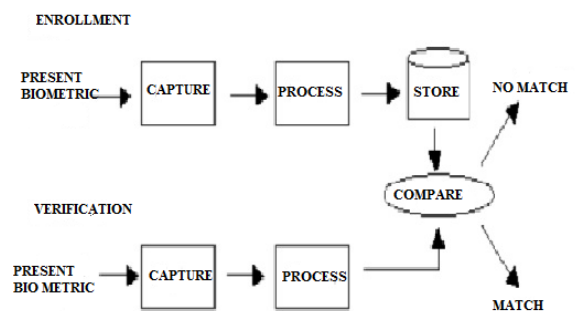 ENROLLMENT
PRESENT
BIOMETRIC
CAPTURE
PROCESS
STORE
NO MATCH
COMPARE
VERIFICATION
PRESENT
BIO METRIC
CAPTURE
PROCESS
MATCH